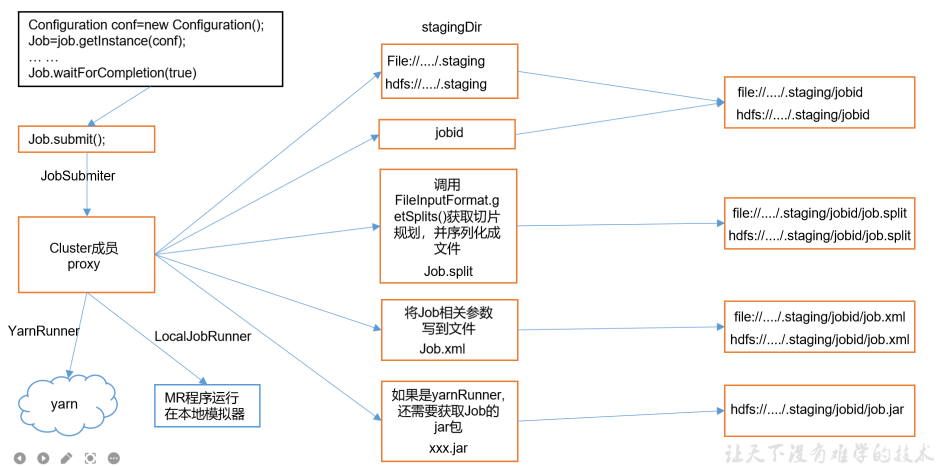 Configuration conf=new Configuration();
Job=job.getInstance(conf);
... ...
Job.waitForCompletion(true)
Job.submit();
JobSubmiter
Cluster成员
proxy
YarnRunner
LocalJobRunner
yarn
MR程序运行
在本地模拟器
stagingDir
File://..../.staging
hdfs://..../.staging
jobid
调用
FileInputFormat.g
etSplits()获取切片
规划，并序列化成
文件
Job.split
将Job相关参数
写到文件
Job.xml
如果是yarnRunner,
还需要获取Job的
jar包
xxx.jar
file://..../.staging/jobid
hdfs://..../.staging/jobid
file://..../.staging/jobid/job.split
hdfs://..../.staging/jobid/job.split
file://..../.staging/jobid/job.xml
hdfs://..../.staging/jobid/job.xml
hdfs://..../.staging/jobid/job.jar
让天下没有难学的技术